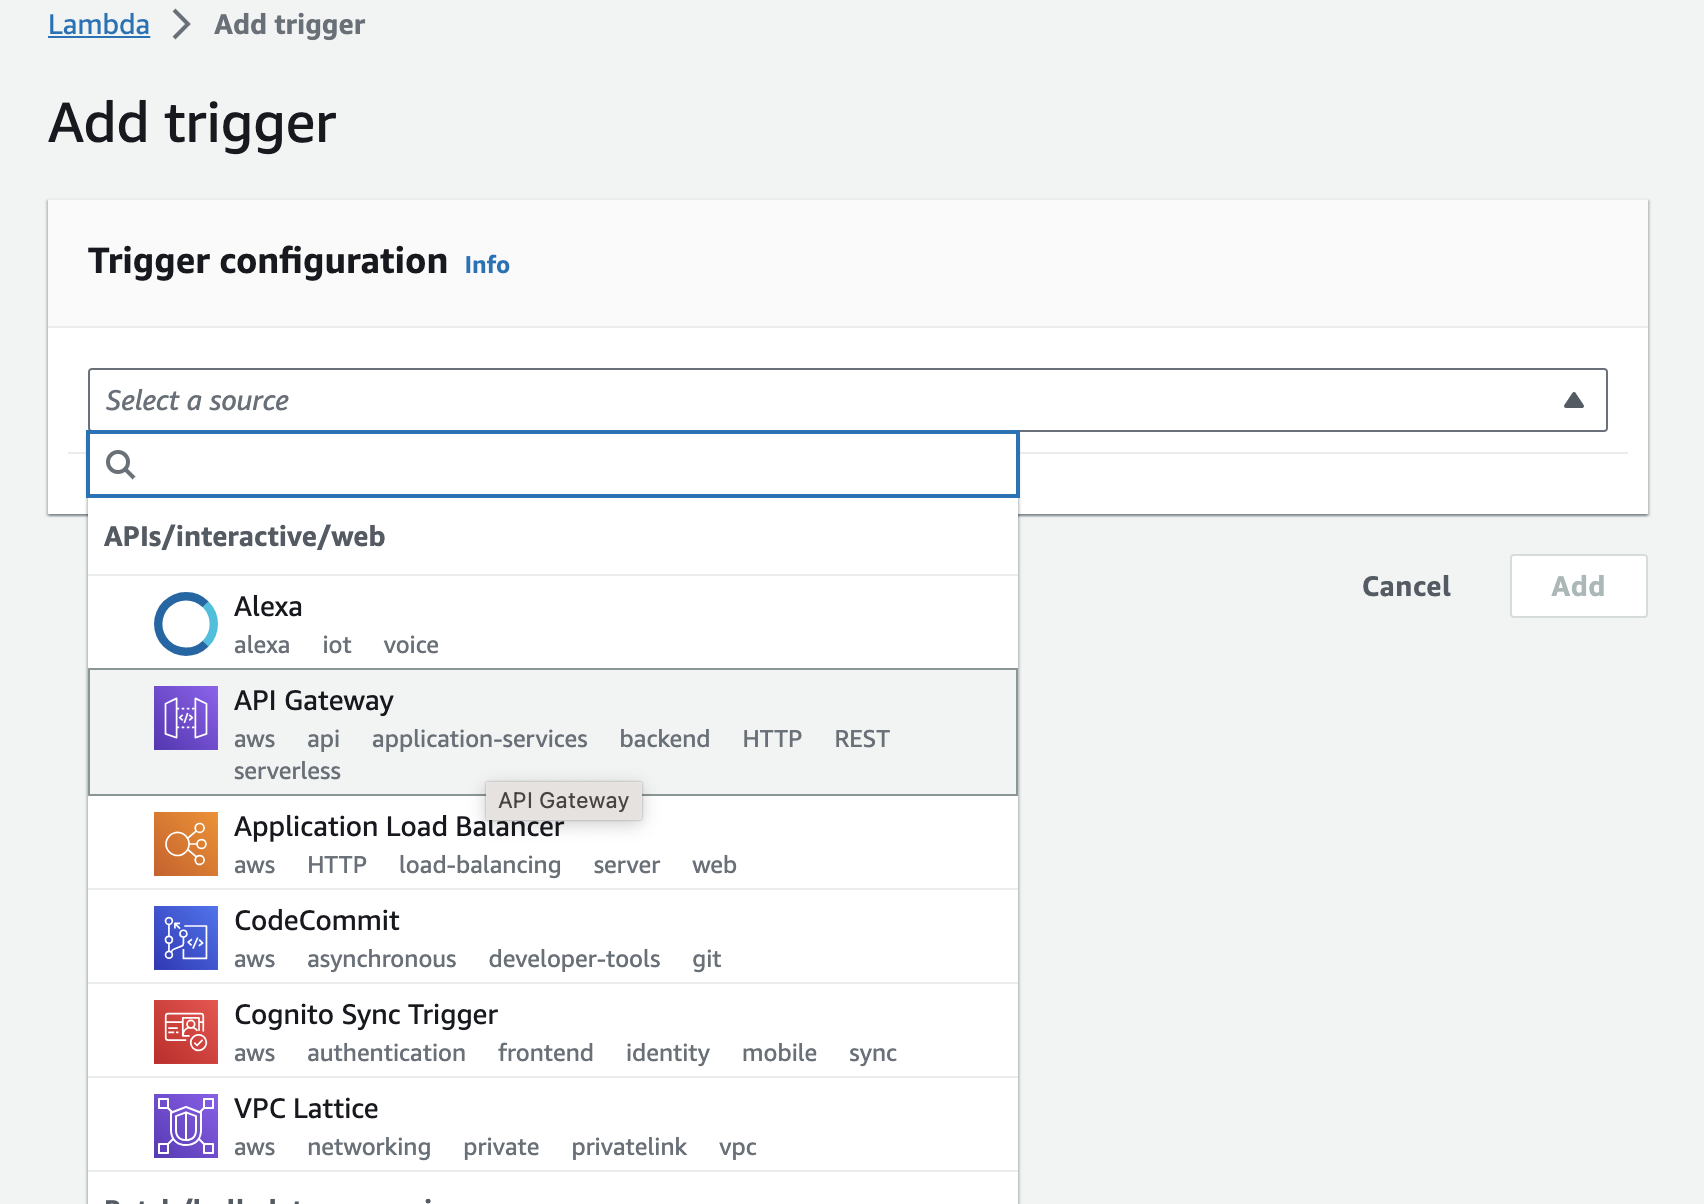 Lambda > Add trigger
Add trigger
Trigger configuration Info
Select a source
APIs/interactive/web
Cancel Add
Alexa
alexa iot voice
API Gateway
aws api application-services backend HTTP REST
serverless
API Gateway
Application Load Balancer
aws HTTP load-balancing server web
CodeCommit
aws asynchronous developer-tools git
Cognito Sync Trigger
aws authentication frontend identity mobile sync
VPC Lattice
aws networking private privatelink vpc